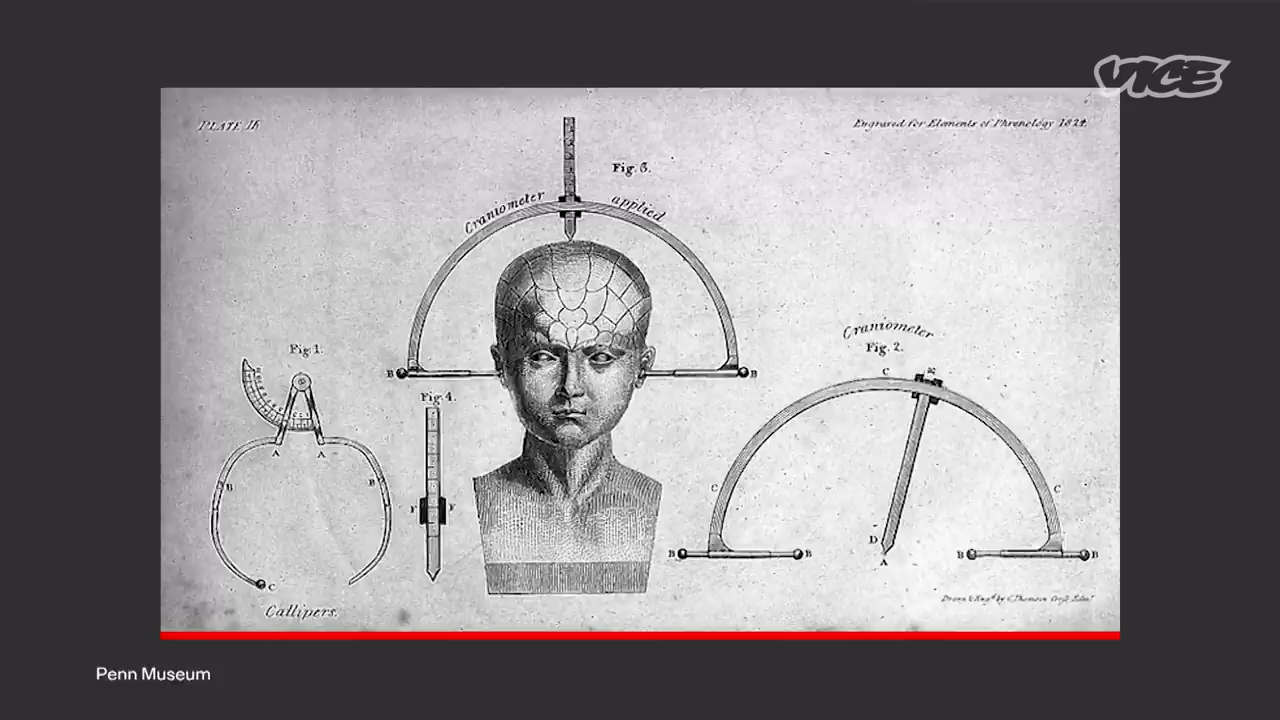 VICE
PLATE II
Engraved for Elements of Phrenology 1824.
Fig. 3.
Craniometer applied
Craniometer
Fig. 2.
Fig. 1.
Fig. 4.
C
B
B
B
B
A
A
F
F
C
C
D
B
B
B
B
A
C
Callipers.
Penn Museum